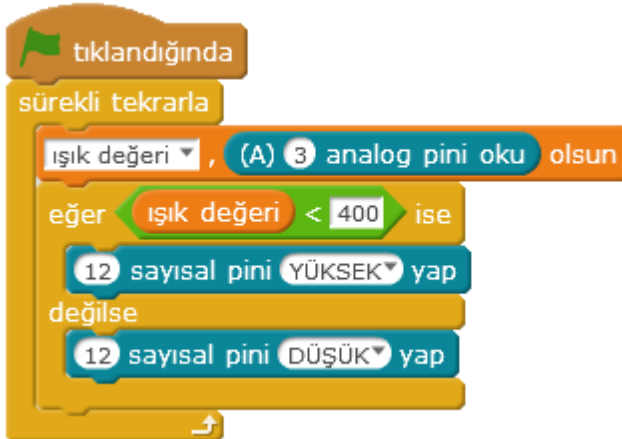 tıklandığında
sürekli tekrarla
ışık değeri , (A) 3 analog pini oku olsun
eğer ışık değeri < 400 ise
12 sayısal pini YÜKSEK yap
değilse
12 sayısal pini DÜŞÜK yap